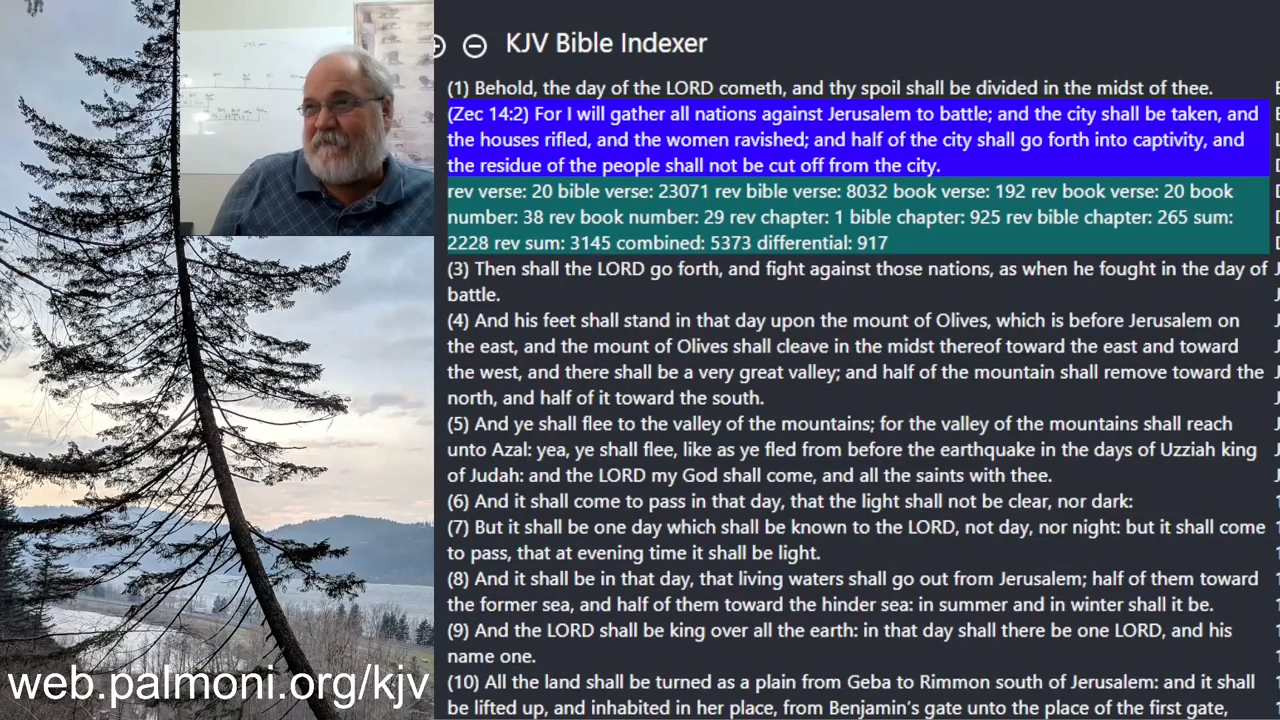 KJV Bible Indexer
(1) Behold, the day of the LORD cometh, and thy spoil shall be divided in the midst of thee.
(Zec 14:2) For I will gather all nations against Jerusalem to battle; and the city shall be taken, and
the houses rifled, and the women ravished; and half of the city shall go forth into captivity, and
the residue of the people shall not be cut off from the city.
rev verse: 20 bible verse: 23071 rev bible verse: 8032 book verse: 192 rev book verse: 20 book
number: 38 rev book number: 29 rev chapter: 1 bible chapter: 925 rev bible chapter: 265 sum:
2228 rev sum: 3145 combined: 5373 differential: 917
(3) Then shall the LORD go forth, and fight against those nations, as when he fought in the day of
battle.
(4) And his feet shall stand in that day upon the mount of Olives, which is before Jerusalem on
the east, and the mount of Olives shall cleave in the midst thereof toward the east and toward
the west, and there shall be a very great valley; and half of the mountain shall remove toward the
north, and half of it toward the south.
(5) And ye shall flee to the valley of the mountains; for the valley of the mountains shall reach
unto Azal: yea, ye shall flee, like as ye fled from before the earthquake in the days of Uzziah king
of Judah: and the LORD my God shall come, and all the saints with thee.
(6) And it shall come to pass in that day, that the light shall not be clear, nor dark:
(7) But it shall be one day which shall be known to the LORD, not day, nor night: but it shall come
to pass, that at evening time it shall be light.
(8) And it shall be in that day, that living waters shall go out from Jerusalem; half of them toward
the former sea, and half of them toward the hinder sea: in summer and in winter shall it be.
(9) And the LORD shall be king over all the earth: in that day shall there be one LORD, and his
name one.
(10) All the land shall be turned as a plain from Geba to Rimmon south of Jerusalem: and it shall
be lifted up, and inhabited in her place, from Benjamin's gate unto the place of the first gate,
web.palmoni.org/kjv